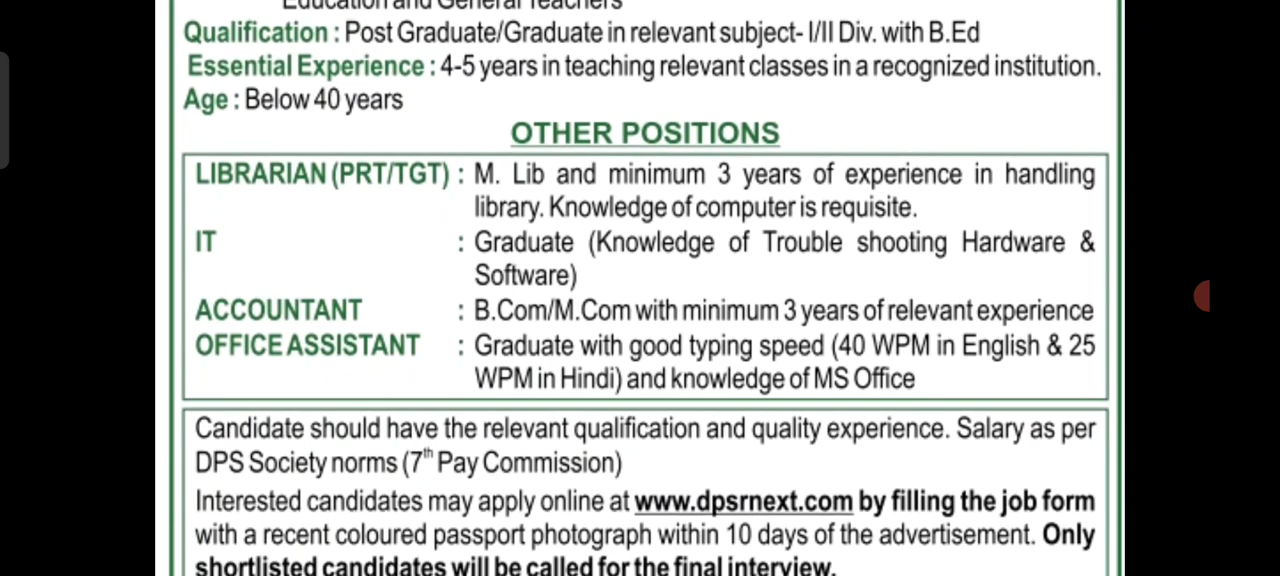 Education and General Teachers
Qualification : Post Graduate/Graduate in relevant subject- I/II Div. with B.Ed
Essential Experience : 4-5 years in teaching relevant classes in a recognized institution.
Age : Below 40 years
OTHER POSITIONS
LIBRARIAN (PRT/TGT) : M. Lib and minimum 3 years of experience in handling
library. Knowledge of computer is requisite.
IT : Graduate (Knowledge of Trouble shooting Hardware &
Software)
ACCOUNTANT : B.Com/M.Com with minimum 3 years of relevant experience
OFFICE ASSISTANT : Graduate with good typing speed (40 WPM in English & 25
WPM in Hindi) and knowledge of MS Office
Candidate should have the relevant qualification and quality experience. Salary as per
DPS Society norms (7th Pay Commission)
Interested candidates may apply online at www.dpsrnext.com by filling the job form
with a recent coloured passport photograph within 10 days of the advertisement. Only
shortlisted candidates will be called for the final interview.